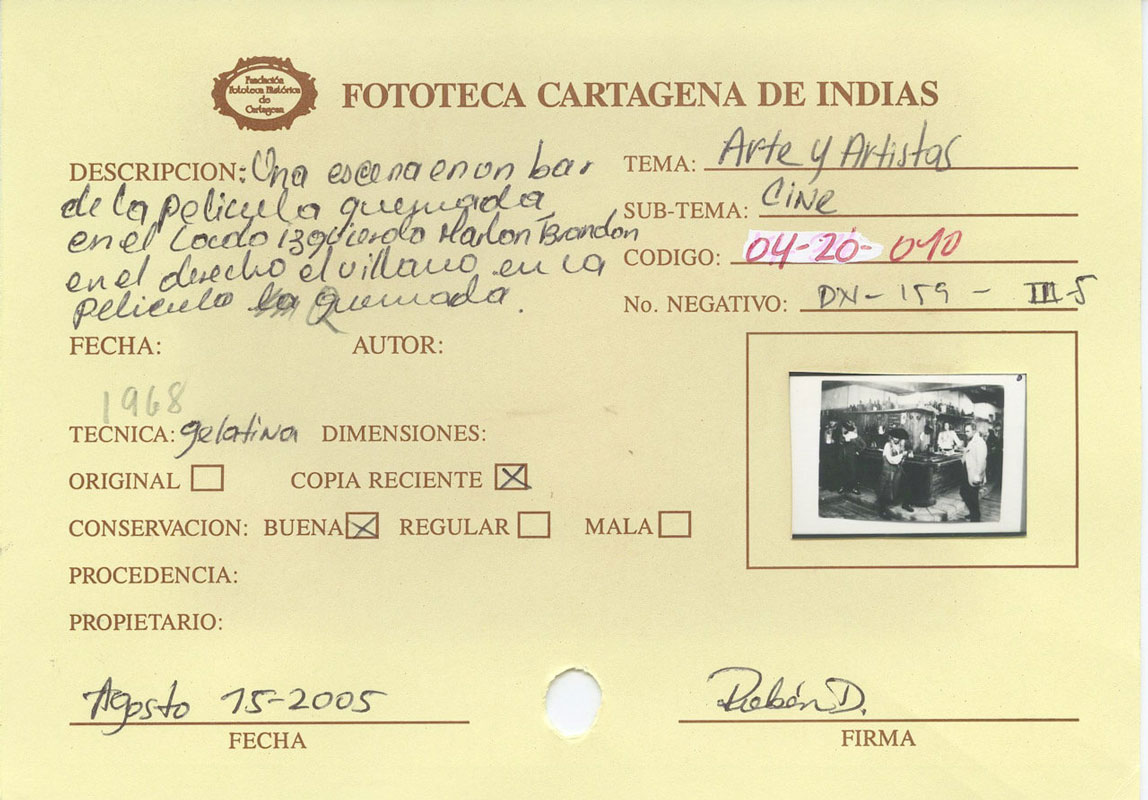 Fundación
Fototeca Histórica
de
Cartagena
FOTOTECA CARTAGENA DE INDIAS
DESCRIPCION: Una escena en un bar
de la pelicula quemada
en el Lado izquierdo Marlon Brandon
en el derecho el villano en la
pelicula quemada.
TEMA: Arte y Artistas
SUB-TEMA: Cine
CODIGO: 04-20-010
No. NEGATIVO: DN-159-III-5
FECHA: AUTOR:
1968
TECNICA: gelatina DIMENSIONES:
ORIGINAL COPIA RECIENTE X
CONSERVACION: BUENA X REGULAR MALA
PROCEDENCIA:
PROPIETARIO:
Agosto 15-2005
FECHA
Rubén D.
FIRMA